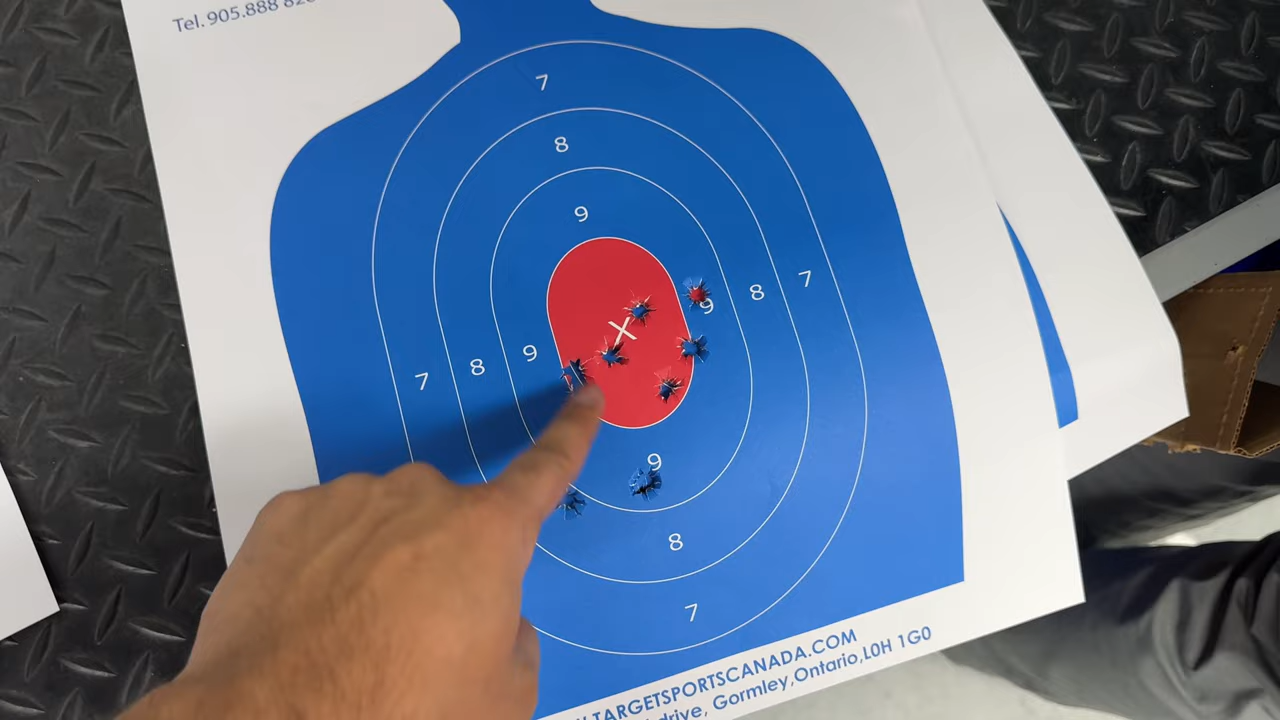 Tel. 905.888
7
8
9
X
9 8 7
7 8 9
9
8
7
TARGETSPORTSCANADA.COM
drive, Gormley, Ontario, L0H 1G0